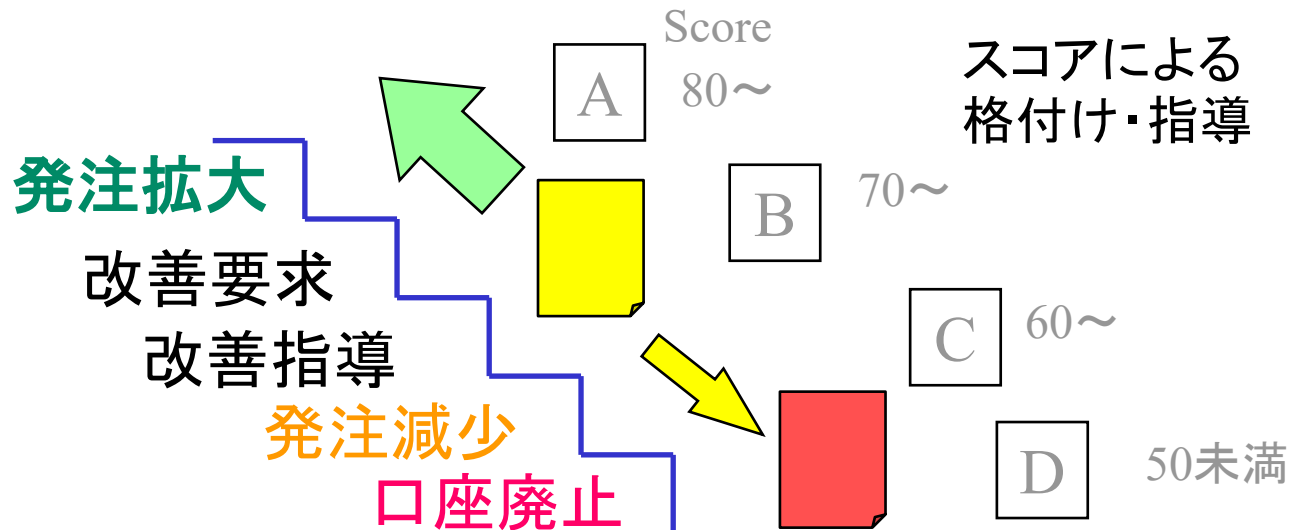 Score
スコアによる
格付け・指導
A
80～
B
70～
C
60～
D
50未満
発注拡大
改善要求
改善指導
発注減少
口座廃止